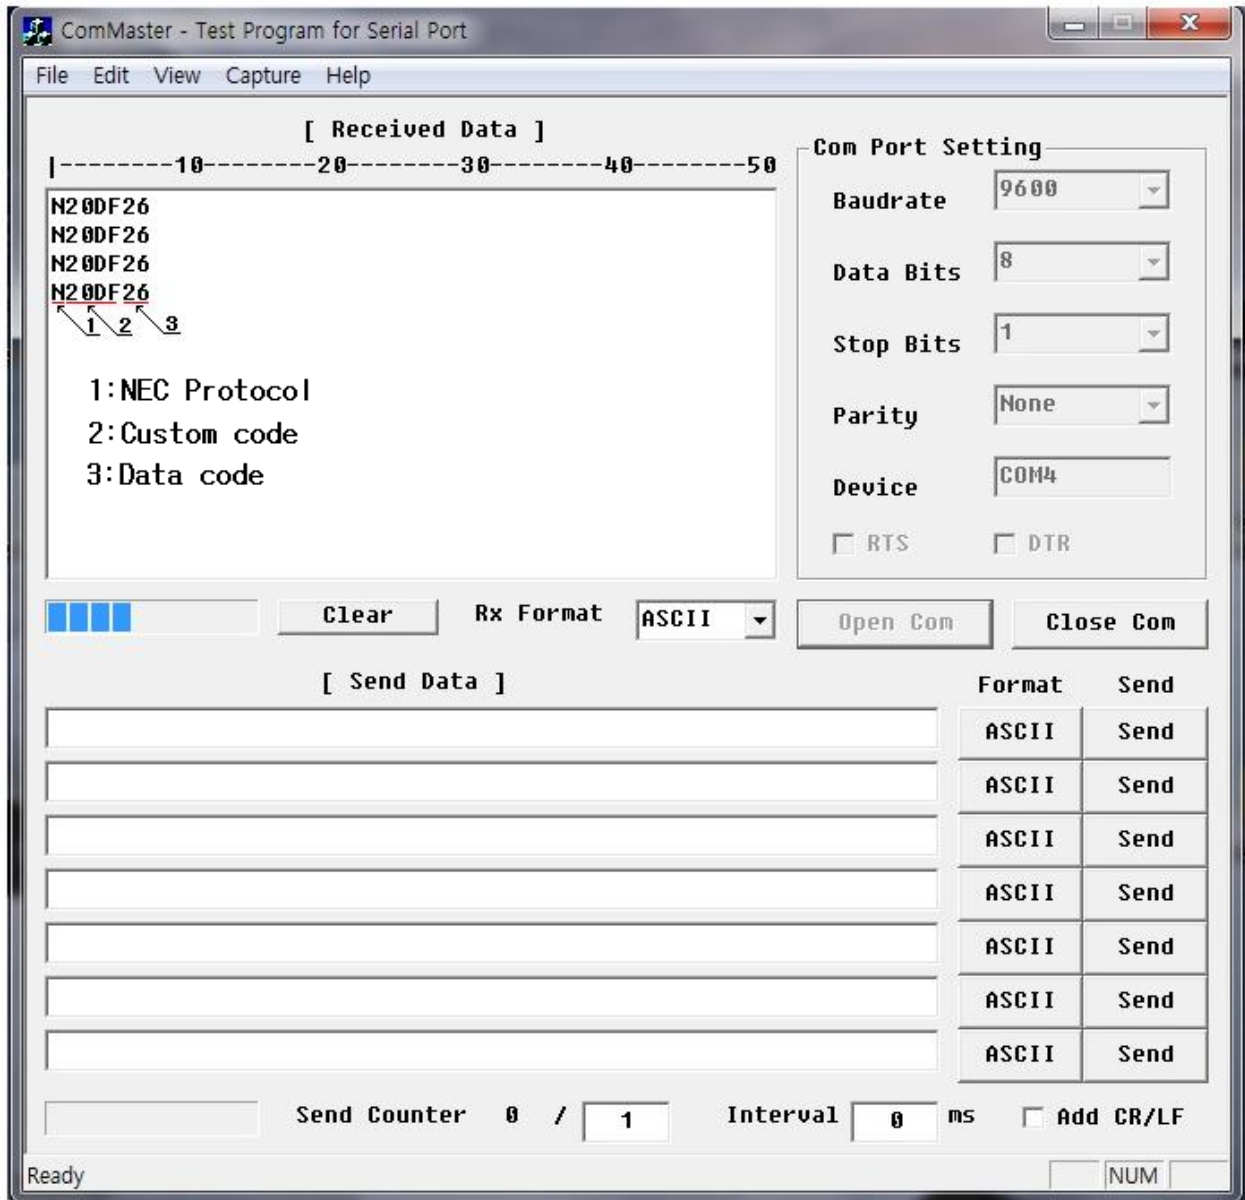 ComMaster - Test Program for Serial Port
File Edit View Capture Help
[ Received Data ]
|--------10--------20--------30--------40--------50
N20DF26
N20DF26
N20DF26
N20DF26
1 2 3
1:NEC Protocol
2:Custom code
3:Data code
Com Port Setting
Baudrate 9600
Data Bits 8
Stop Bits 1
Parity None
Device COM4
RTS DTR
Clear Rx Format ASCII Open Com Close Com
[ Send Data ] Format Send
ASCII Send
ASCII Send
ASCII Send
ASCII Send
ASCII Send
ASCII Send
ASCII Send
Send Counter 0 / 1 Interval 0 ms Add CR/LF
Ready NUM